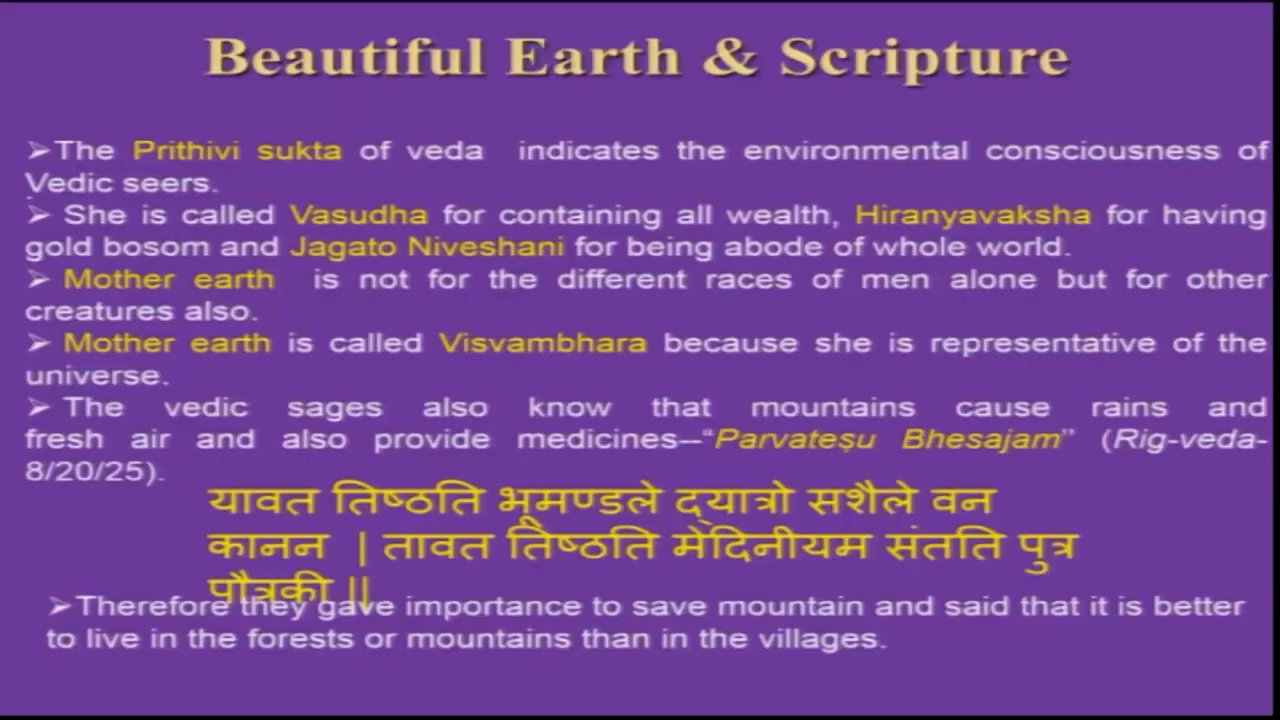 Beautiful Earth & Scripture
➢The Prithivi sukta of veda indicates the environmental consciousness of
Vedic seers.
➢ She is called Vasudha for containing all wealth, Hiranyavaksha for having
gold bosom and Jagato Niveshani for being abode of whole world.
➢ Mother earth is not for the different races of men alone but for other
creatures also.
➢ Mother earth is called Visvambhara because she is representative of the
universe.
➢ The vedic sages also know that mountains cause rains and
fresh air and also provide medicines--“Parvateṣu Bhesajam” (Rig-veda-
8/20/25).
यावत तिष्ठति भूमण्डले द्यात्रो सशैले वन
कानन | तावत तिष्ठति मेदिनीयम संतति पुत्र
पौत्रकी ||
➢Therefore they gave importance to save mountain and said that it is better
to live in the forests or mountains than in the villages.